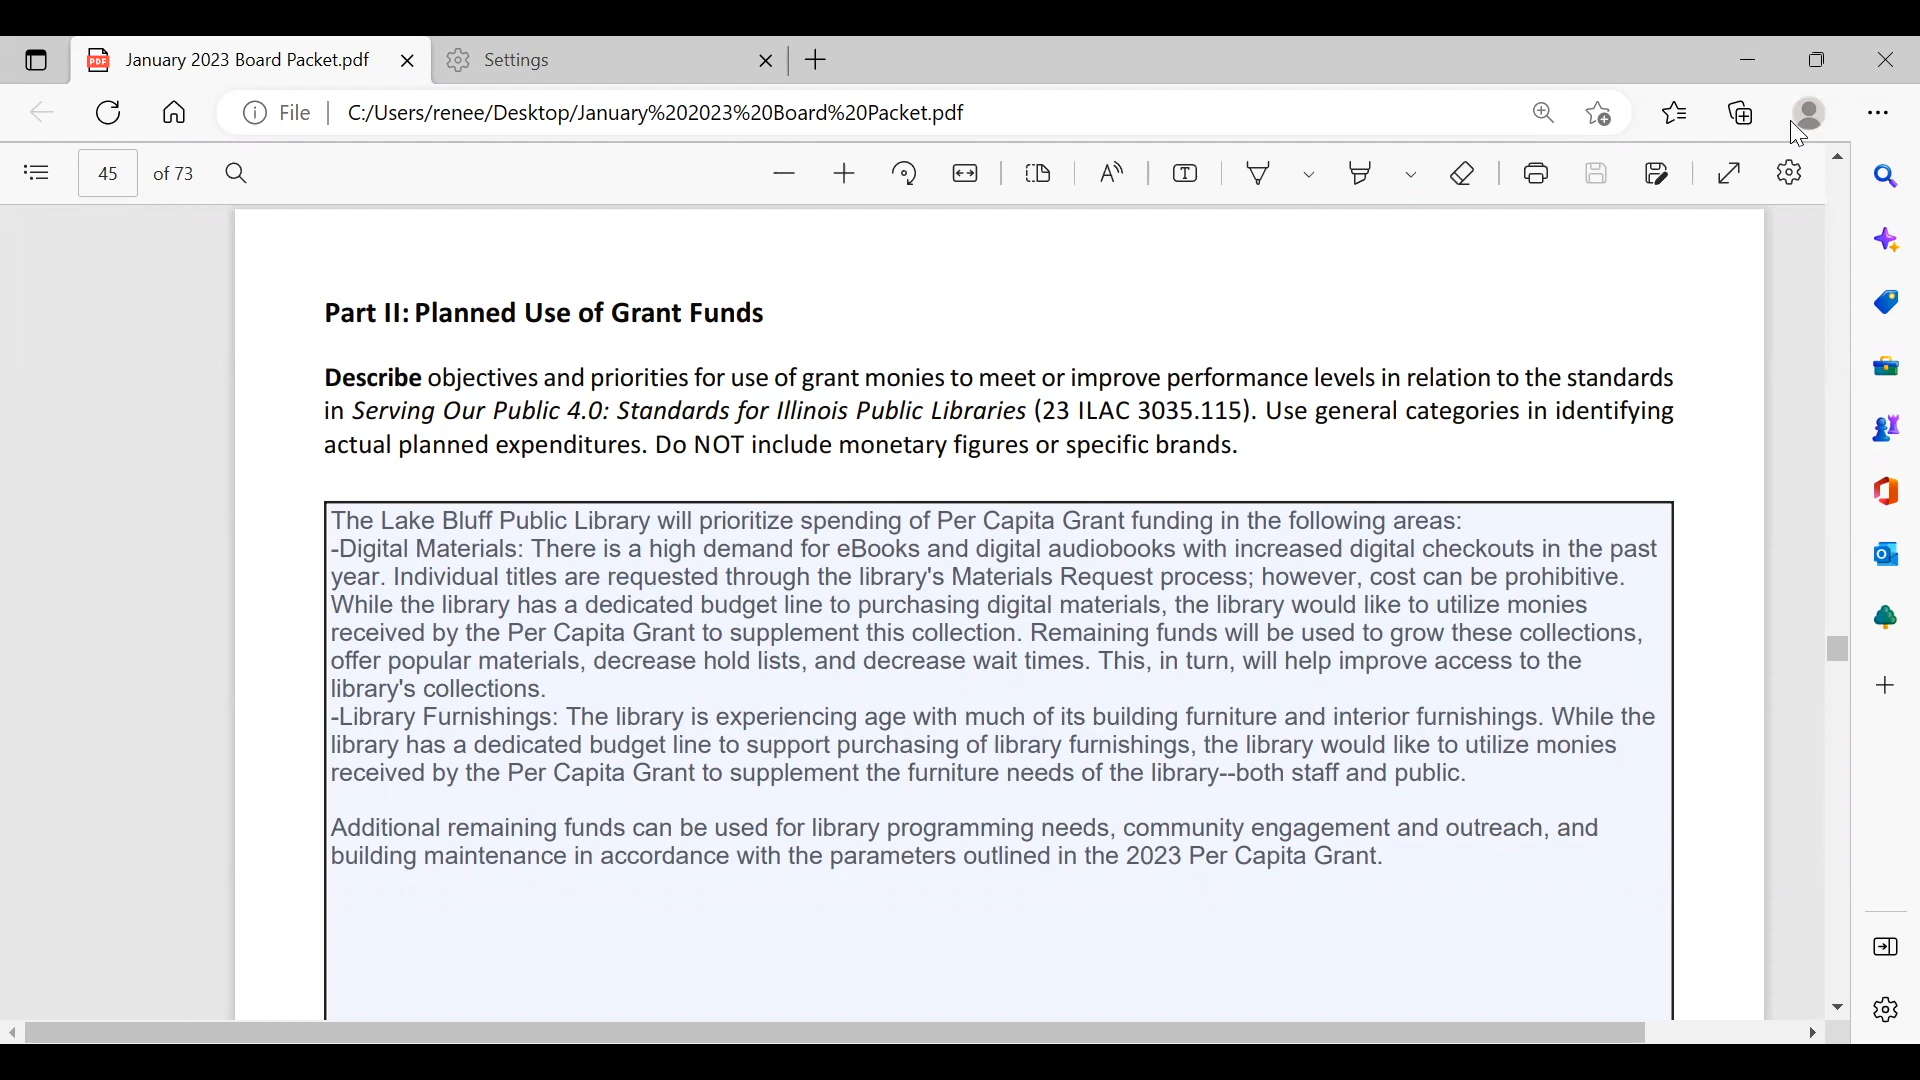 January 2023 Board Packet.pdf
Settings
File
C:/Users/renee/Desktop/January%202023%20Board%20Packet.pdf
45 of 73
Part II: Planned Use of Grant Funds
Describe objectives and priorities for use of grant monies to meet or improve performance levels in relation to the standards
in Serving Our Public 4.0: Standards for Illinois Public Libraries (23 ILAC 3035.115). Use general categories in identifying
actual planned expenditures. Do NOT include monetary figures or specific brands.
The Lake Bluff Public Library will prioritize spending of Per Capita Grant funding in the following areas:
-Digital Materials: There is a high demand for eBooks and digital audiobooks with increased digital checkouts in the past
year. Individual titles are requested through the library's Materials Request process; however, cost can be prohibitive.
While the library has a dedicated budget line to purchasing digital materials, the library would like to utilize monies
received by the Per Capita Grant to supplement this collection. Remaining funds will be used to grow these collections,
offer popular materials, decrease hold lists, and decrease wait times. This, in turn, will help improve access to the
library's collections.
-Library Furnishings: The library is experiencing age with much of its building furniture and interior furnishings. While the
library has a dedicated budget line to support purchasing of library furnishings, the library would like to utilize monies
received by the Per Capita Grant to supplement the furniture needs of the library--both staff and public.
Additional remaining funds can be used for library programming needs, community engagement and outreach, and
building maintenance in accordance with the parameters outlined in the 2023 Per Capita Grant.